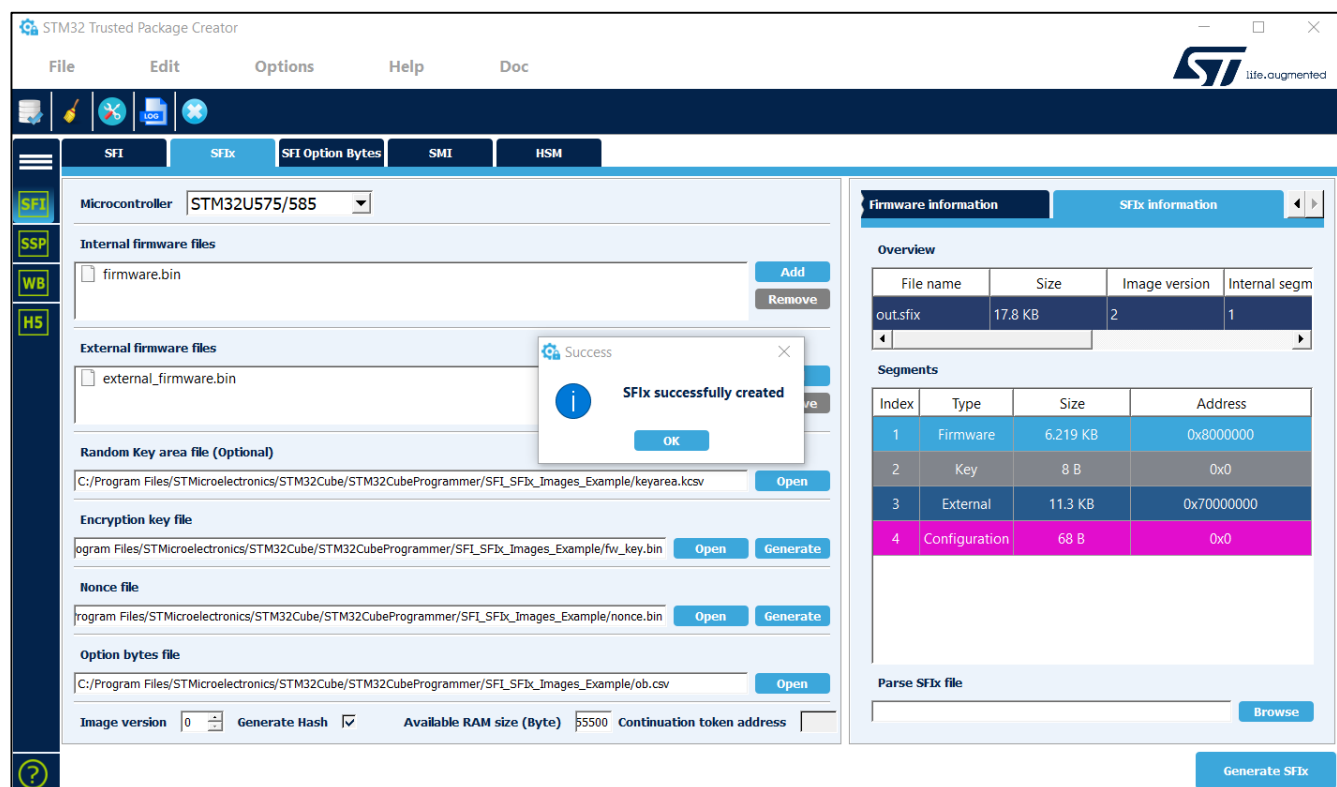 STM32 Trusted Package Creator
File Edit Options Help Doc
ST life.augmented
LOG
SFI SFIx SFI Option Bytes SMI HSM
SFI
SSP
WB
H5
Microcontroller STM32U575/585
Internal firmware files
firmware.bin
Add
Remove
External firmware files
external_firmware.bin
ve
Success
SFIx successfully created
OK
Random Key area file (Optional)
C:/Program Files/STMicroelectronics/STM32Cube/STM32CubeProgrammer/SFI_SFIx_Images_Example/keyarea.kcsv Open
Encryption key file
ogram Files/STMicroelectronics/STM32Cube/STM32CubeProgrammer/SFI_SFIx_Images_Example/fw_key.bin Open Generate
Nonce file
rogram Files/STMicroelectronics/STM32Cube/STM32CubeProgrammer/SFI_SFIx_Images_Example/nonce.bin Open Generate
Option bytes file
C:/Program Files/STMicroelectronics/STM32Cube/STM32CubeProgrammer/SFI_SFIx_Images_Example/ob.csv Open
Image version 0 Generate Hash Available RAM size (Byte) 55500 Continuation token address
Firmware information SFIx information
Overview
File name Size Image version Internal segm
out.sfix 17.8 KB 2 1
Segments
Index Type Size Address
1 Firmware 6.219 KB 0x8000000
2 Key 8 B 0x0
3 External 11.3 KB 0x70000000
4 Configuration 68 B 0x0
Parse SFIx file
Browse
? Generate SFIx